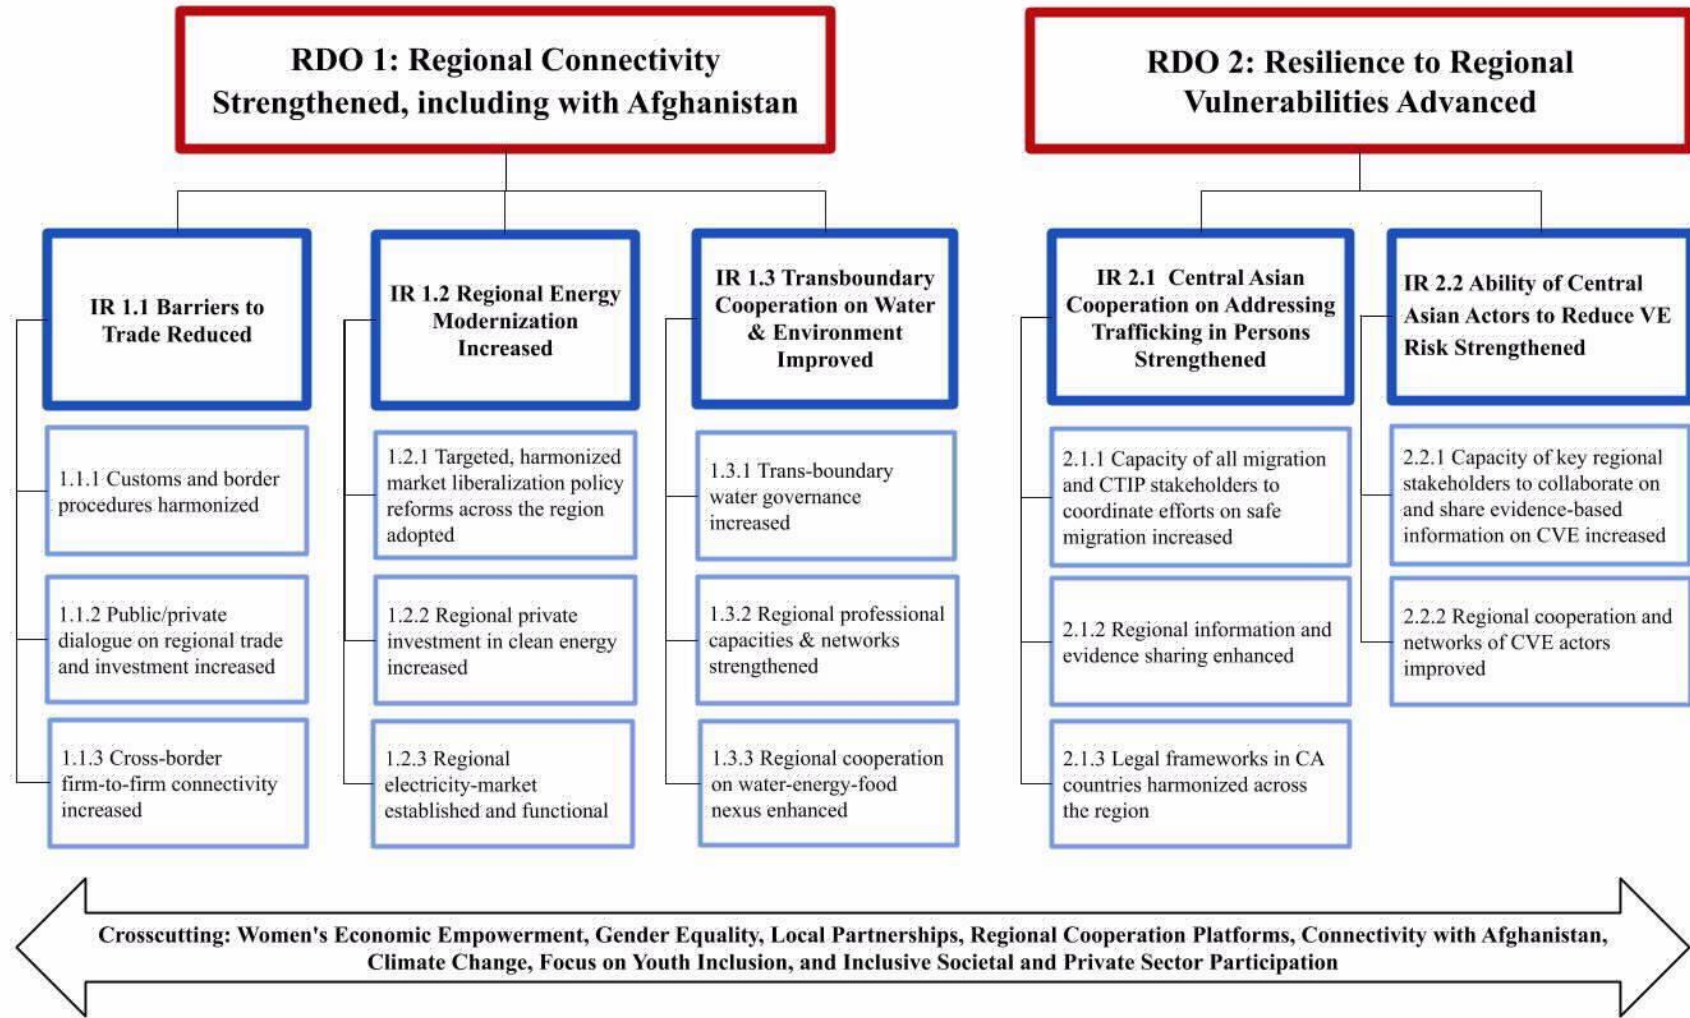 RDO 1: Regional Connectivity
Strengthened, including with Afghanistan
RDO 2: Resilience to Regional
Vulnerabilities Advanced
IR 1.1 Barriers to
Trade Reduced
IR 1.2 Regional Energy
Modernization
Increased
IR 1.3 Transboundary
Cooperation on Water
& Environment
Improved
IR 2.1 Central Asian
Cooperation on Addressing
Trafficking in Persons
Strengthened
IR 2.2 Ability of Central
Asian Actors to Reduce VE
Risk Strengthened
1.1.1 Customs and border
procedures harmonized
1.2.1 Targeted, harmonized
market liberalization policy
reforms across the region
adopted
1.3.1 Trans-boundary
water governance
increased
2.1.1 Capacity of all migration
and CTIP stakeholders to
coordinate efforts on safe
migration increased
2.2.1 Capacity of key regional
stakeholders to collaborate on
and share evidence-based
information on CVE increased
1.1.2 Public/private
dialogue on regional trade
and investment increased
1.2.2 Regional private
investment in clean energy
increased
1.3.2 Regional professional
capacities & networks
strengthened
2.1.2 Regional information and
evidence sharing enhanced
2.2.2 Regional cooperation and
networks of CVE actors
improved
1.1.3 Cross-border
firm-to-firm connectivity
increased
1.2.3 Regional
electricity-market
established and functional
1.3.3 Regional cooperation
on water-energy-food
nexus enhanced
2.1.3 Legal frameworks in CA
countries harmonized across
the region
Crosscutting: Women's Economic Empowerment, Gender Equality, Local Partnerships, Regional Cooperation Platforms, Connectivity with Afghanistan,
Climate Change, Focus on Youth Inclusion, and Inclusive Societal and Private Sector Participation